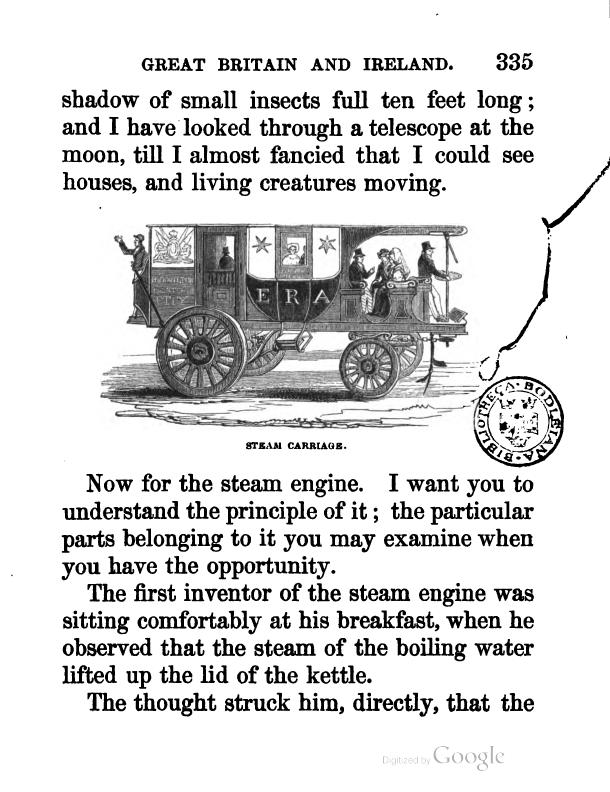 GREAT BRITAIN AND IRELAND. 335
shadow of small insects full ten feet long;
and I have looked through a telescope at the
moon, till I almost fancied that I could see
houses, and living creatures moving.
ERA
STEAM CARRIAGE.
BIBLIOTHECA BODLEIANA
Now for the steam engine. I want you to
understand the principle of it; the particular
parts belonging to it you may examine when
you have the opportunity.
The first inventor of the steam engine was
sitting comfortably at his breakfast, when he
observed that the steam of the boiling water
lifted up the lid of the kettle.
The thought struck him, directly, that the
Digitized by Google